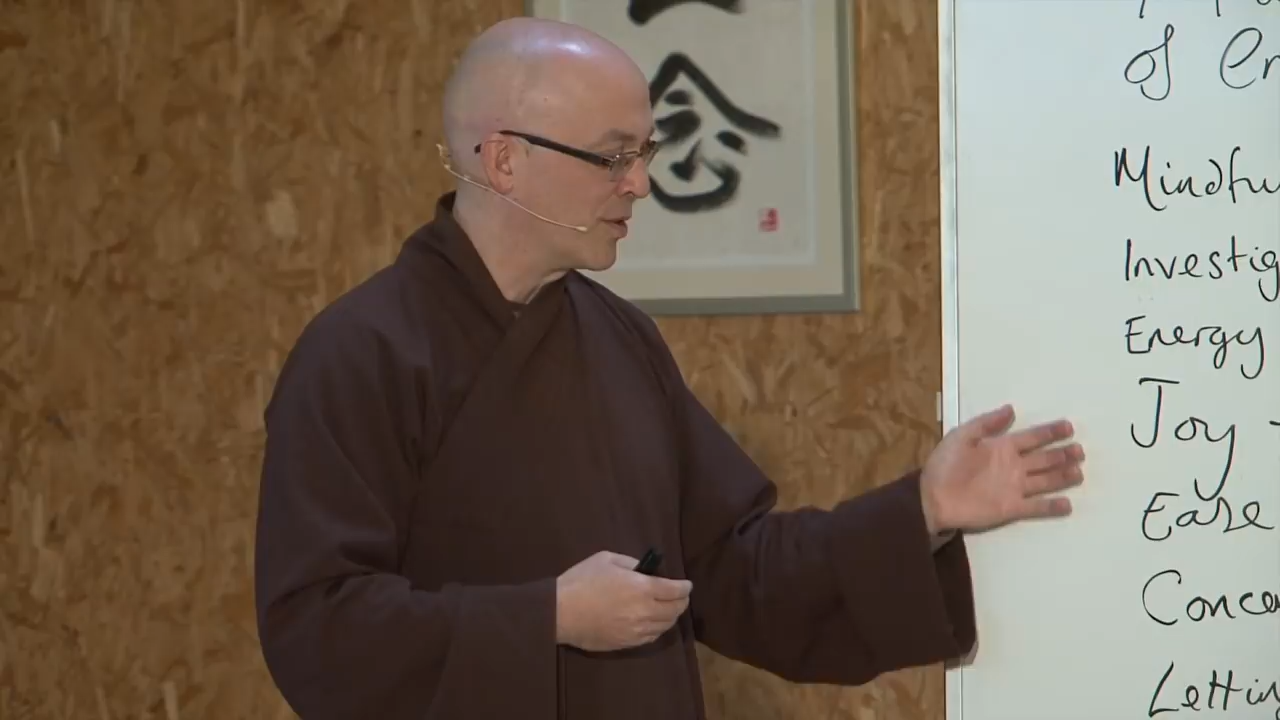 念
of En
Mindfu
Investig
Energy
Joy -
Ease
Conce
Lettin